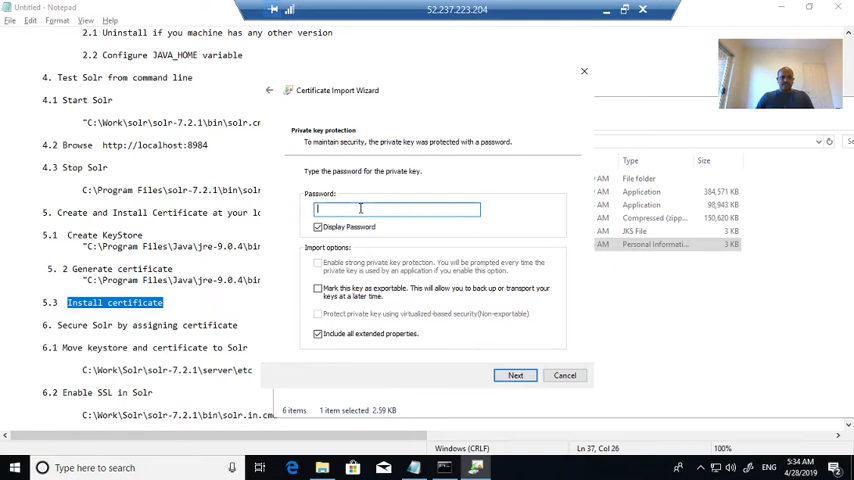 Untitled - Notepad
52.237.223.204
File Edit Format View Help
2.1 Uninstall if you machine has any other version
2.2 Configure JAVA_HOME variable
4. Test Solr from command line
4.1 Start Solr
"C:\Work\solr\solr-7.2.1\bin\solr.cm
4.2 Browse http://localhost:8984
4.3 Stop Solr
C:\Program Files\solr-7.2.1\bin\so
5. Create and Install Certificate at your lo
5.1 Create KeyStore
"C:\Program Files\Java\jre-9.0.4\bin
5. 2 Generate certificate
"C:\Program Files\Java\jre-9.0.4\bin
5.3 Install certificate
6. Secure Solr by assigning certificate
6.1 Move keystore and certificate to Solr
C:\Work\Solr\solr-7.2.1\server\etc
6.2 Enable SSL in Solr
C:\Work\Solr\solr-7.2.1\bin\solr.in.cmd
Certificate Import Wizard
Private key protection
To maintain security, the private key was protected with a password.
Type the password for the private key.
Password:
Display Password
Import options:
Enable strong private key protection. You will be prompted every time the
private key is used by an application if you enable this option.
Mark this key as exportable. This will allow you to back up or transport your
keys at a later time.
Protect private key using virtualized-based security(Non-exportable)
Include all extended properties.
Next Cancel
Se
Type Size
AM File folder
AM Application 384,571 KB
AM Application 98,943 KB
AM Compressed (zipp... 150,620 KB
AM JKS File 3 KB
AM Personal Informati... 3 KB
6 items 1 item selected 2.59 KB
Windows (CRLF) Ln 37, Col 26 100%
Type here to search
ENG
5:34 AM
4/28/2019
2